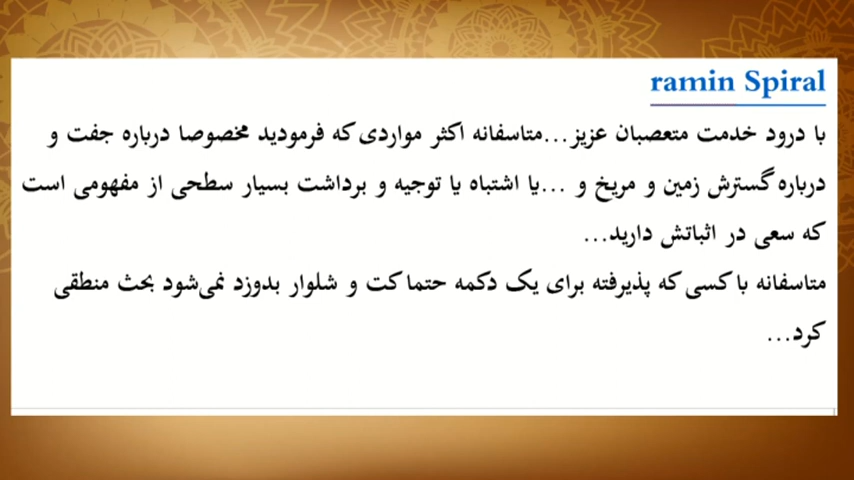 ramin Spiral
با درود خدمت متعصبان عزیز...متاسفانه اکثر مواردی که فرمودید مخصوصا درباره جفت و
درباره گسترش زمین و مریخ و ...یا اشتباه یا توجیه و برداشت بسیار سطحی از مفهومی است
که سعی در اثباتش دارید...
متاسفانه با کسی که پذیرفته برای یک دکمه حتما کت و شلوار بدوزد نمی‌شود بحث منطقی
کرد...